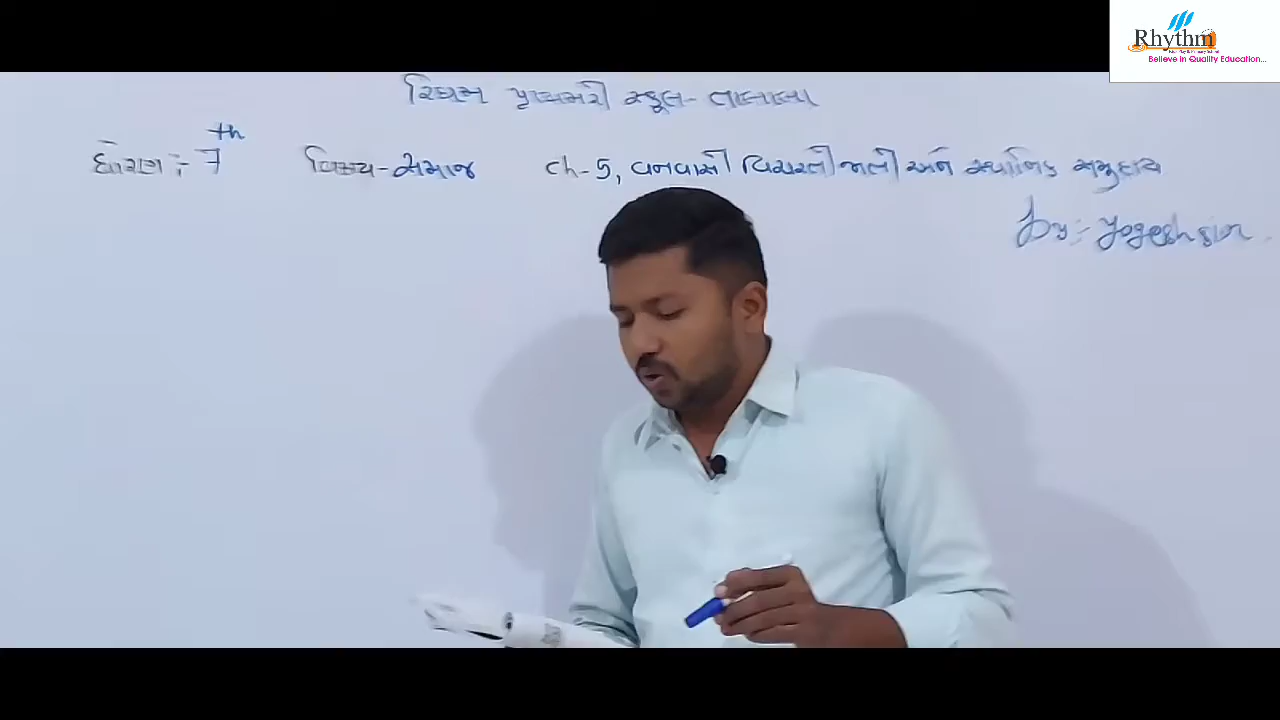 Rhythm
Believe in Quality Education...
રિધમ પ્રાયમરી સ્કૂલ- તાલાલા
ધોરણ :- 7th વિષય-સમાજ ch-5, વનવાસી વિચરતી જાતી અને સ્થાનિક સમુદાય
by:- Yogesh sir